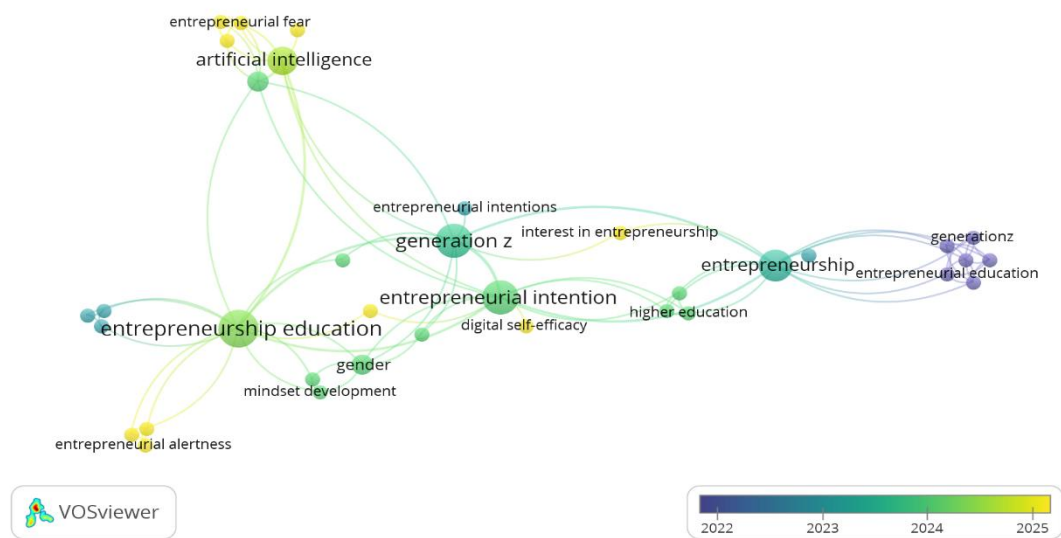 entrepreneurial fear
artificial intelligence
entrepreneurial intentions
generation z
interest in entrepreneurship
generationz
entrepreneurship
entrepreneurial education
entrepreneurial intention
higher education
digital self-efficacy
entrepreneurship education
gender
mindset development
entrepreneurial alertness
VOSviewer
2022 2023 2024 2025